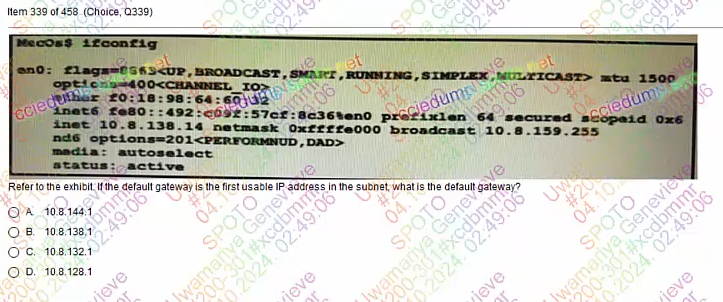 Item 339 of 458 (Choice, Q339)
MacOs$ ifconfig
en0: flags=8863<UP,BROADCAST,SMART,RUNNING,SIMPLEX,MULTICAST> mtu 1500
options=400<CHANNEL_IO>
ether f0:18:98:64:60:32
inet6 fe80::492:c09f:57cf:8c36%en0 prefixlen 64 secured scopeid 0x6
inet 10.8.138.14 netmask 0xffffe000 broadcast 10.8.159.255
nd6 options=201<PERFORMNUD,DAD>
media: autoselect
status: active
Refer to the exhibit. If the default gateway is the first usable IP address in the subnet, what is the default gateway?
A. 10.8.144.1
B. 10.8.138.1
C. 10.8.132.1
D. 10.8.128.1